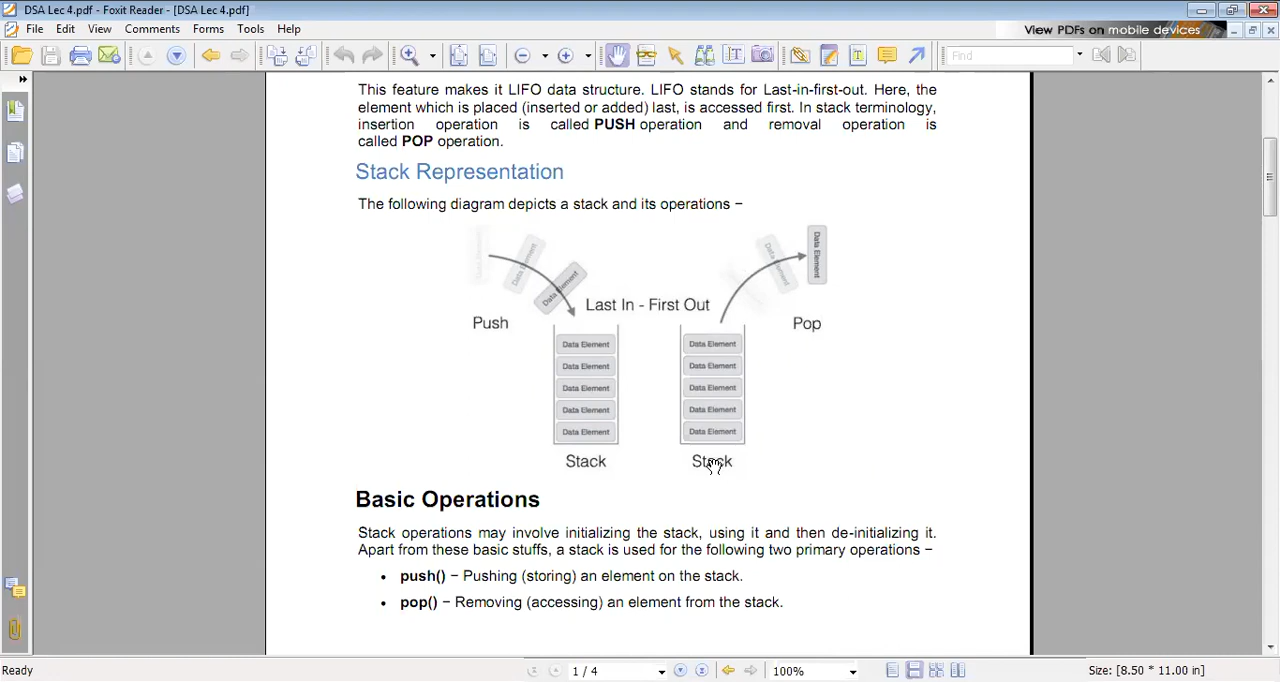 DSA Lec 4.pdf - Foxit Reader - [DSA Lec 4.pdf]
File Edit View Comments Forms Tools Help
View PDFs on mobile devices
Find
This feature makes it LIFO data structure. LIFO stands for Last-in-first-out. Here, the
element which is placed (inserted or added) last, is acessed first. In stack terminology,
insertion operation is called PUSH operation and removal operation is
called POP operation.
Stack Representation
The following diagram depicts a stack and its operations −
Data Element
Data Element
Data Element
Data Element
Last In - First Out
Push
Pop
Data Element Data Element
Data Element Data Element
Data Element Data Element
Data Element Data Element
Data Element Data Element
Stack Stack
Basic Operations
Stack operations may involve initializing the stack, using it and then de-initializing it.
Apart from these basic stuffs, a stack is used for the following two primary operations −
• push() − Pushing (storing) an element on the stack.
• pop() − Removing (accessing) an element from the stack.
Ready
1 / 4
100%
Size: [8.50 * 11.00 in]